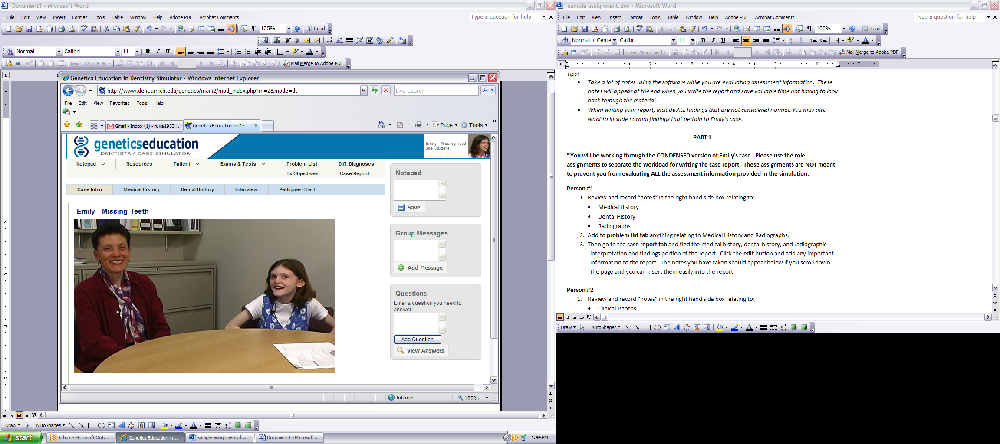 Document1 - Microsoft Word
File Edit View Insert Format Tools Table Window Help Adobe PDF Acrobat Comments
Type a question for help
125%
Read
Normal
Calibri
11
Insert Word Field
Mail Merge to Adobe PDF
Genetics Education in Dentistry Simulator - Windows Internet Explorer
http://www.dent.umich.edu/genetics/main2/mod_index.php?m=2&mode=dt
Live Search
File Edit View Favorites Tools Help
Gmail - Inbox (1) - ruxa1953...
Genetics Education in De...
Page
Tools
geneticseducation
DENTISTRY CASE SIMULATOR
Emily - Missing Teeth
Joe Student
Notepad
Resources
Patient
Exams & Tests
Problem List
Diff. Diagnoses
Tx Objectives
Case Report
Case Intro
Medical History
Dental History
Interview
Pedigree Chart
Emily - Missing Teeth
Notepad
Save
Group Messages
Add Message
Questions
Enter a question you need to
answer:
Add Question
View Answers
Internet
100%
Draw
AutoShapes
start
Inbox - Microsoft Out...
Genetics Education in...
sample assignment.d...
Document1 - Microsof...
1:44 PM
sample assignment.doc - Microsoft Word
File Edit View Insert Format Tools Table Window Help Adobe PDF Acrobat Comments
Type a question for help
100%
Read
Normal + Cente
Calibri
11
Insert Word Field
Mail Merge to Adobe PDF
1 2 3 4 5 6 7
Tips:
• Take a lot of notes using the software while you are evaluating assessment information. These
notes will appear at the end when you write the report and save valuable time not having to look
back through the material.
• When writing your report, include ALL findings that are not considered normal. You may also
want to include normal findings that pertain to Emily's case.
PART 1
*You will be working through the CONDENSED version of Emily's case. Please use the role
assignments to separate the workload for writing the case report. These assignments are NOT meant
to prevent you from evaluating ALL the assessment information provided in the simulation.
Person #1
1. Review and record “notes” in the right hand side box relating to:
• Medical History
• Dental History
• Radiographs
2. Add to problem list tab anything relating to Medical History and Radiographs.
3. Then go to the case report tab and find the medical history, dental history, and radiographic
interpretation and findings portion of the report. Click the edit button and add any important
information to the report. The notes you have taken should appear below if you scroll down
the page and you can insert them easily into the report.
Person #2
1. Review and record “notes” in the right hand side box relating to:
• Clinical Photos
Draw
AutoShapes